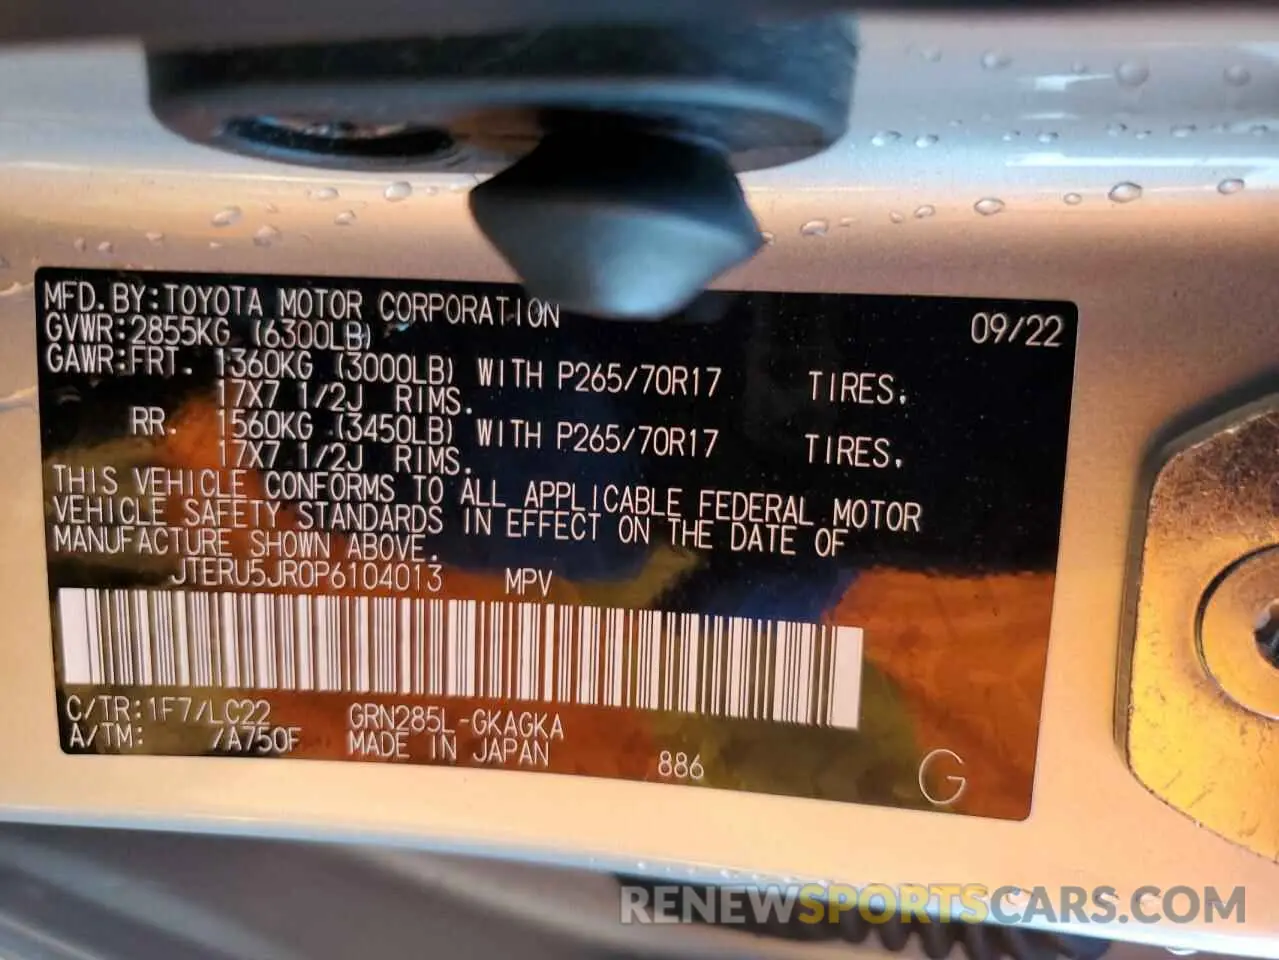 MFD.BY:TOYOTA MOTOR CORPORATION 09/22
GVWR:2855KG (6300LB)
GAWR:FRT. 1360KG (3000LB) WITH P265/70R17 TIRES,
17X7 1/2J RIMS.
RR. 1560KG (3450LB) WITH P265/70R17 TIRES,
17X7 1/2J RIMS.
THIS VEHICLE CONFORMS TO ALL APPLICABLE FEDERAL MOTOR
VEHICLE SAFETY STANDARDS IN EFFECT ON THE DATE OF
MANUFACTURE SHOWN ABOVE.
JTERU5JR0P6104013 MPV
C/TR:1F7/LC22 GRN285L-GKAGKA
A/TM: /A750F MADE IN JAPAN 886 G
RENEWSPORTSCARS.COM